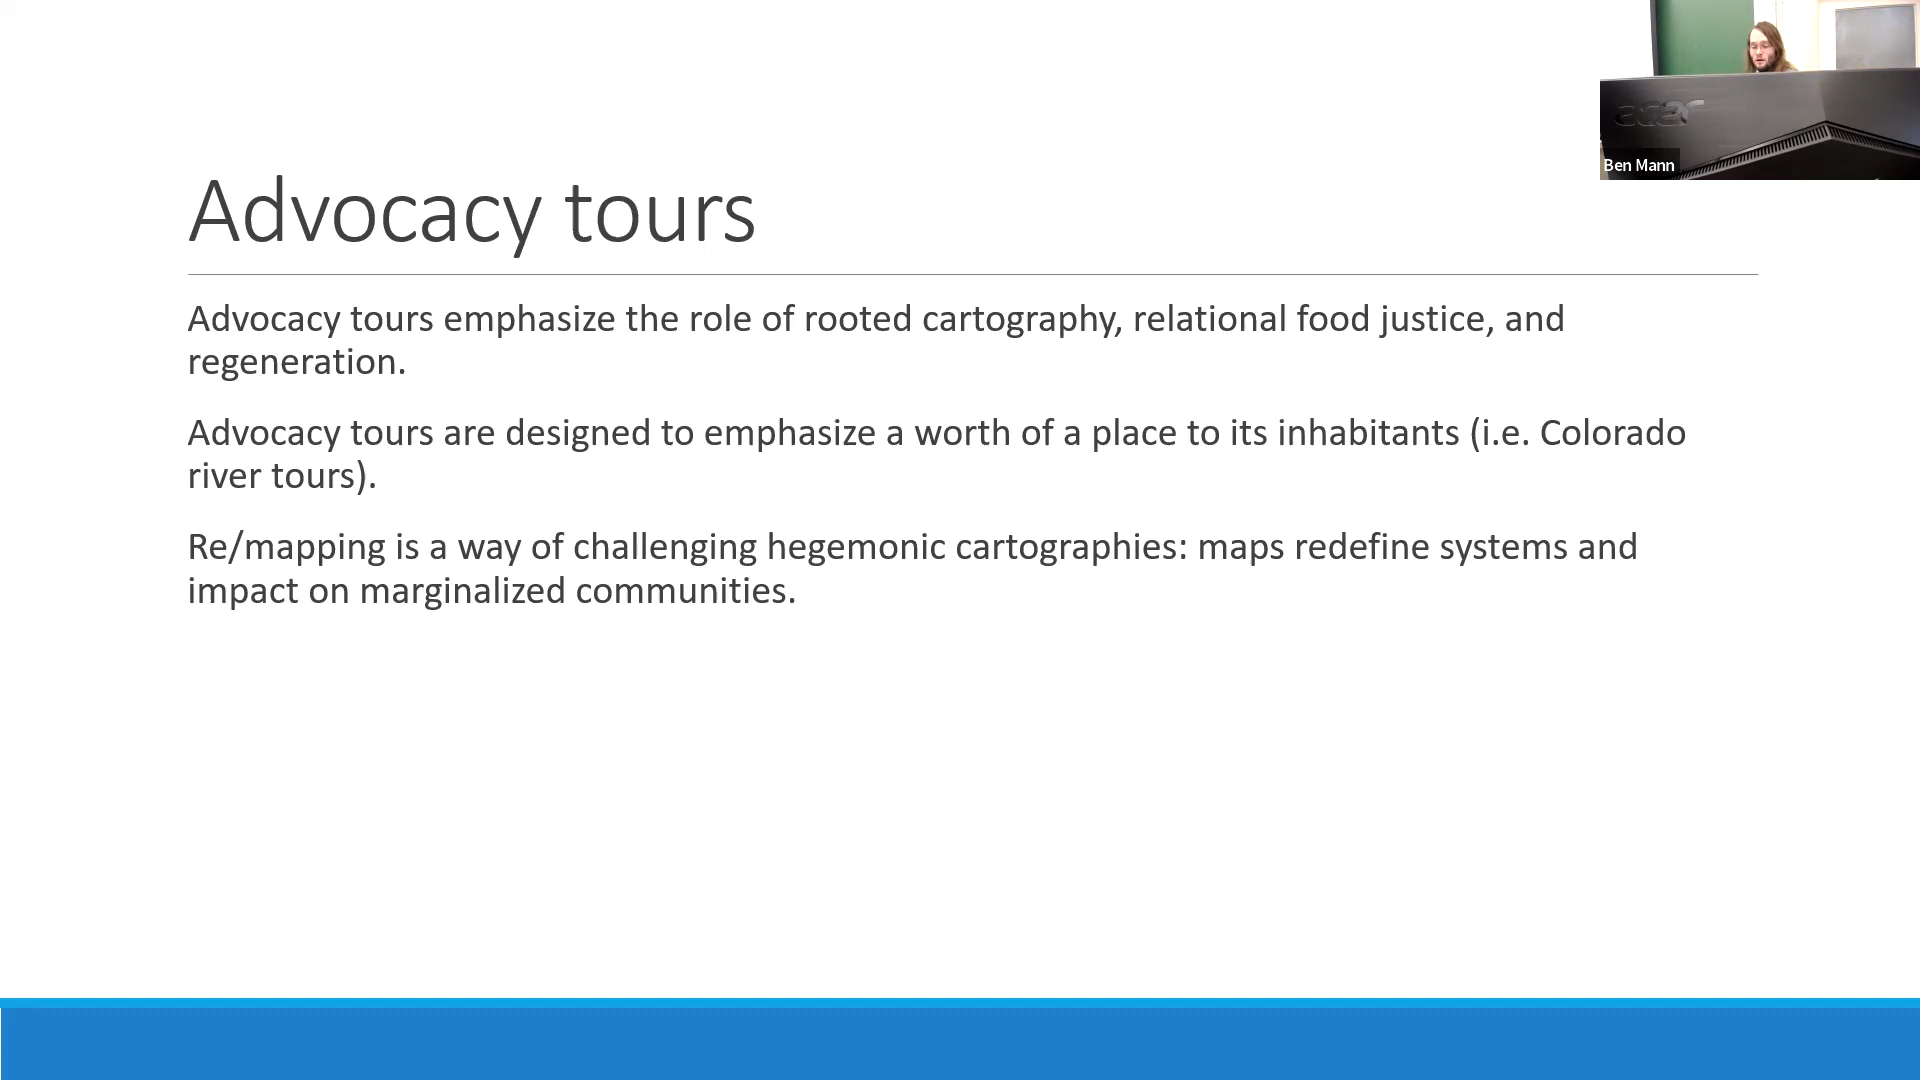 Advocacy tours
Advocacy tours emphasize the role of rooted cartography, relational food justice, and
regeneration.
Advocacy tours are designed to emphasize a worth of a place to its inhabitants (i.e. Colorado
river tours).
Re/mapping is a way of challenging hegemonic cartographies: maps redefine systems and
impact on marginalized communities.
acer
Ben Mann